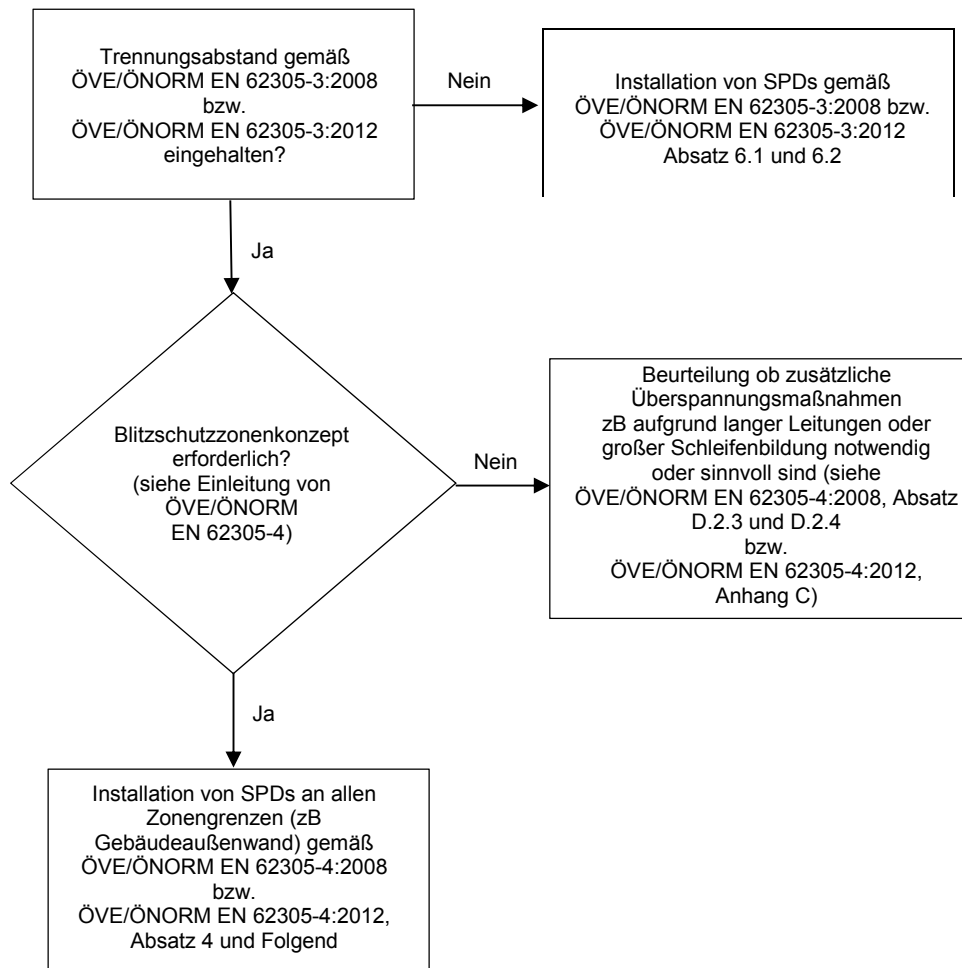 Trennungsabstand gemäß
ÖVE/ÖNORM EN 62305-3:2008
bzw.
ÖVE/ÖNORM EN 62305-3:2012
eingehalten?
Nein
Installation von SPDs gemäß
ÖVE/ÖNORM EN 62305-3:2008 bzw.
ÖVE/ÖNORM EN 62305-3:2012
Absatz 6.1 und 6.2
Ja
Blitzschutzzonenkonzept
erforderlich?
(siehe Einleitung von
ÖVE/ÖNORM
EN 62305-4)
Nein
Beurteilung ob zusätzliche
Überspannungsmaßnahmen
zB aufgrund langer Leitungen oder
großer Schleifenbildung notwendig
oder sinnvoll sind (siehe
ÖVE/ÖNORM EN 62305-4:2008, Absatz
D.2.3 und D.2.4
bzw.
ÖVE/ÖNORM EN 62305-4:2012,
Anhang C)
Ja
Installation von SPDs an allen
Zonengrenzen (zB
Gebäudeaußenwand) gemäß
ÖVE/ÖNORM EN 62305-4:2008
bzw.
ÖVE/ÖNORM EN 62305-4:2012,
Absatz 4 und Folgend